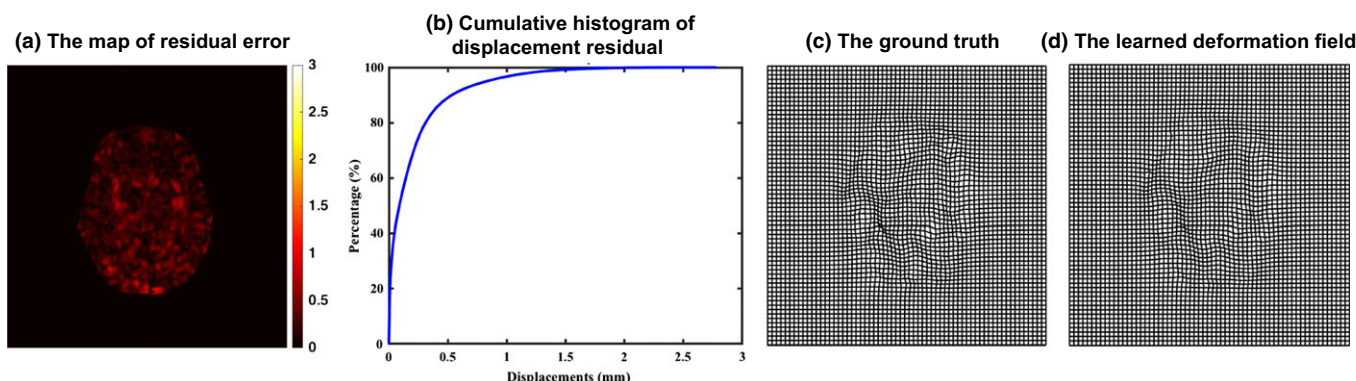 (a) The map of residual error
3
2.5
2
1.5
1
0.5
0
(b) Cumulative histogram of
displacement residual
Percentage (%)
100
80
60
40
20
0
0 0.5 1 1.5 2 2.5 3
Displacements (mm)
(c) The ground truth
(d) The learned deformation field